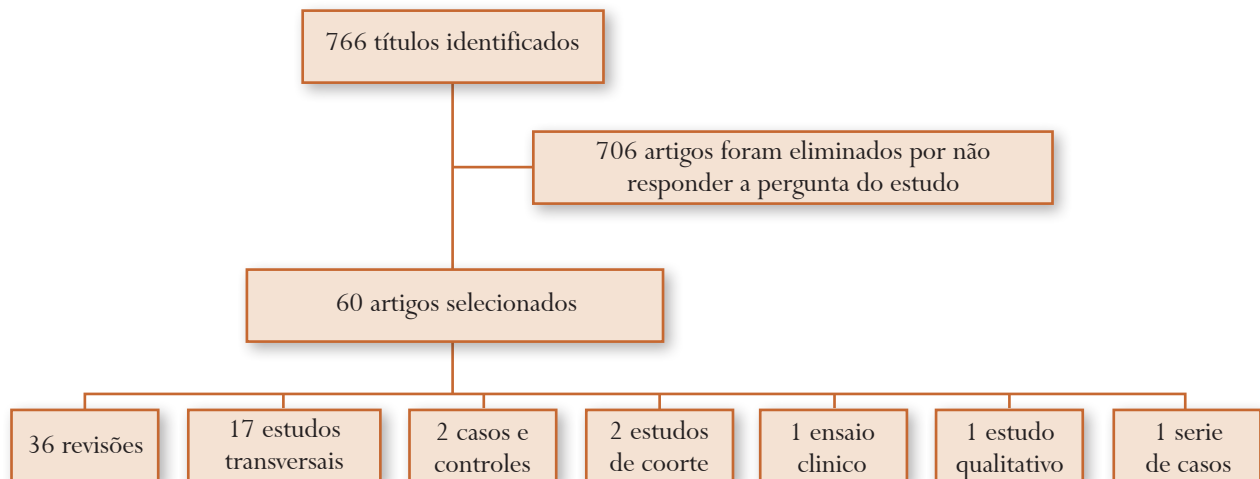 766 títulos identificados
706 artigos foram eliminados por não
responder a pergunta do estudo
60 artigos selecionados
36 revisões
17 estudos
transversais
2 casos e
controles
2 estudos
de coorte
1 ensaio
clinico
1 estudo
qualitativo
1 serie
de casos